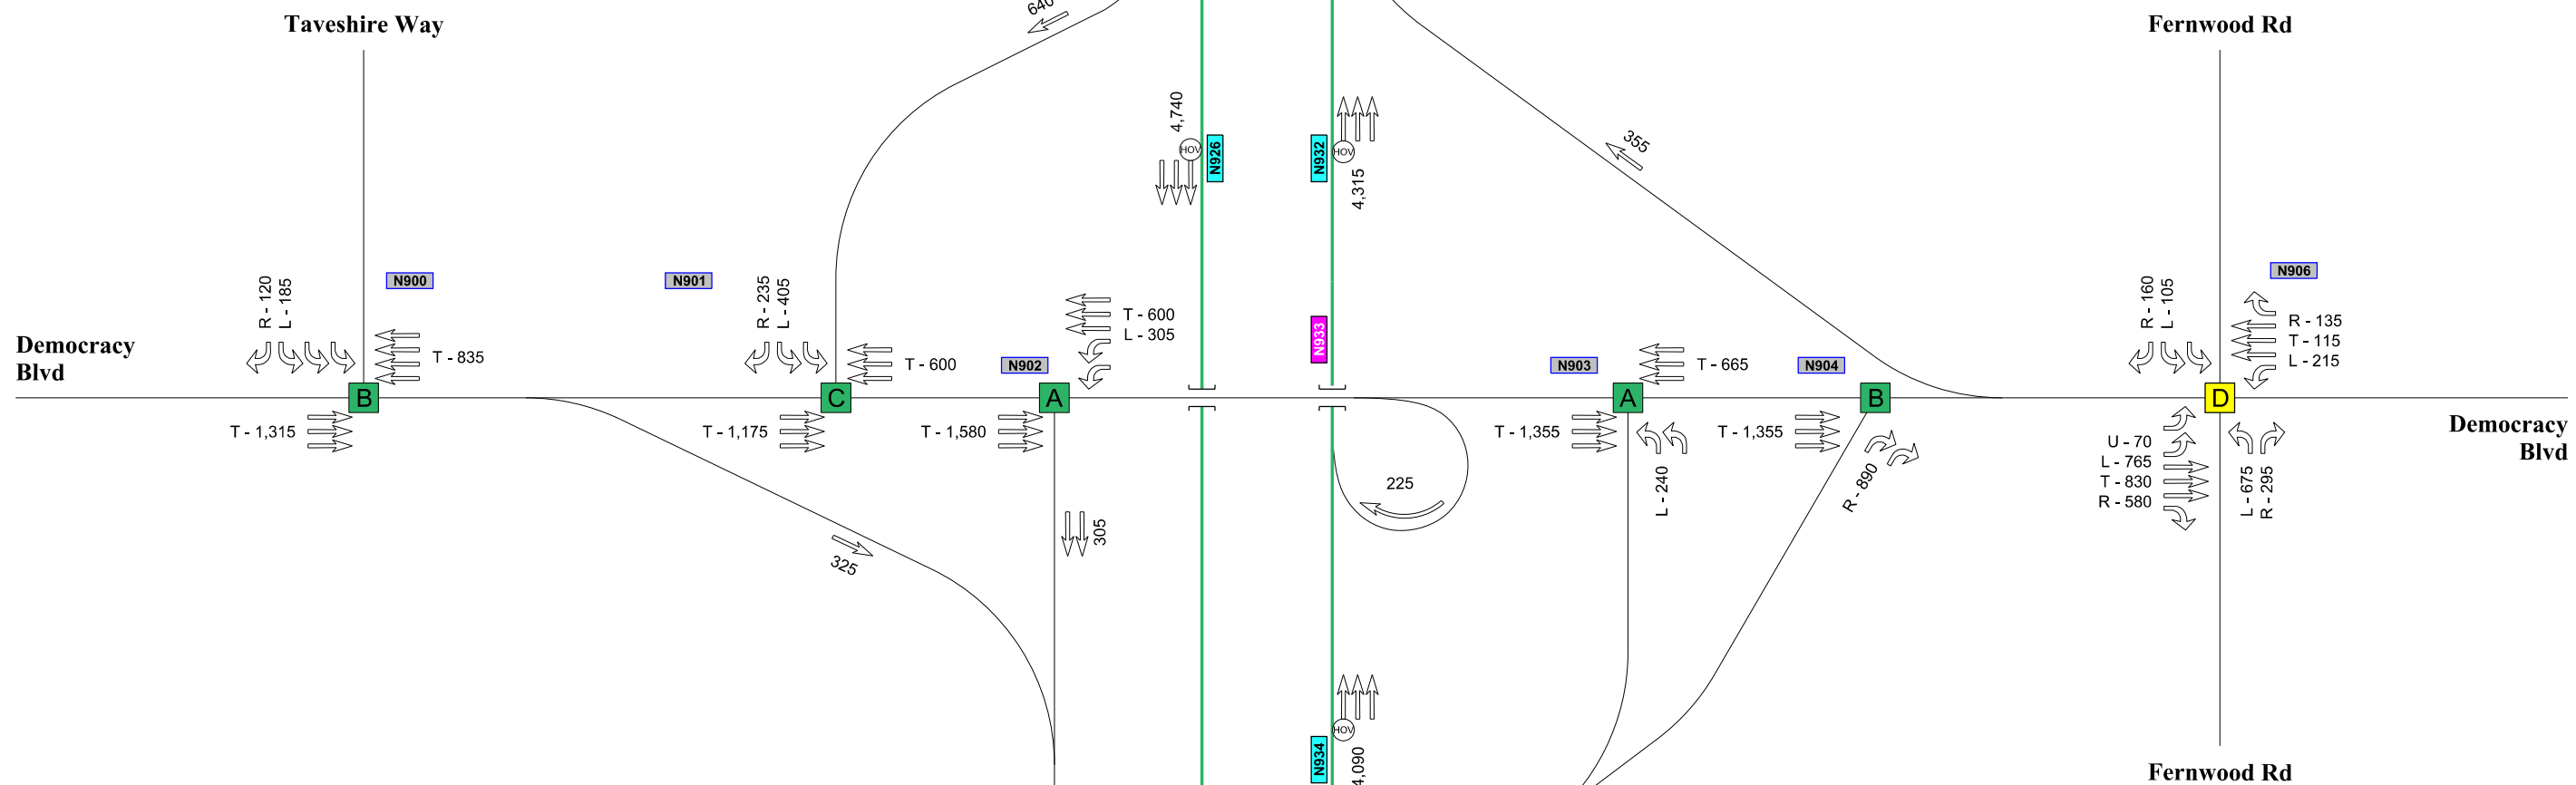 Taveshire Way
640
Fernwood Rd
4,740
HOV
N926
N932
HOV
4,315
355
R - 120
L - 185
N900
N901
R - 235
L - 405
T - 600
L - 305
N933
R - 160
L - 105
N906
R - 135
T - 115
L - 215
Democracy
Blvd
T - 835
T - 600
N902
N903
T - 665
N904
B
C
A
A
B
D
T - 1,315
T - 1,175
T - 1,580
T - 1,355
T - 1,355
L - 240
R - 890
U - 70
L - 765
T - 830
R - 580
L - 675
R - 295
Democracy
Blvd
225
305
325
HOV
N934
4,090
Fernwood Rd